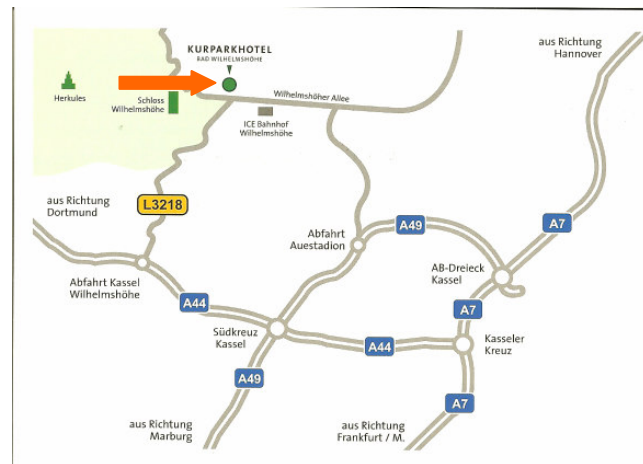 aus Richtung
Hannover
KURPARKHOTEL
BAD WILHELMSHÖHE
Herkules
Schloss
Wilhelmshöhe
Wilhelmshöher Allee
ICE Bahnhof
Wilhelmshöhe
aus Richtung
Dortmund
L3218
Abfahrt
Auestadion
A49
A7
AB-Dreieck
Kassel
Abfahrt Kassel
Wilhelmshöhe
A44
A7
Südkreuz
Kassel
A44
Kasseler
Kreuz
A49
A7
aus Richtung
Marburg
aus Richtung
Frankfurt / M.